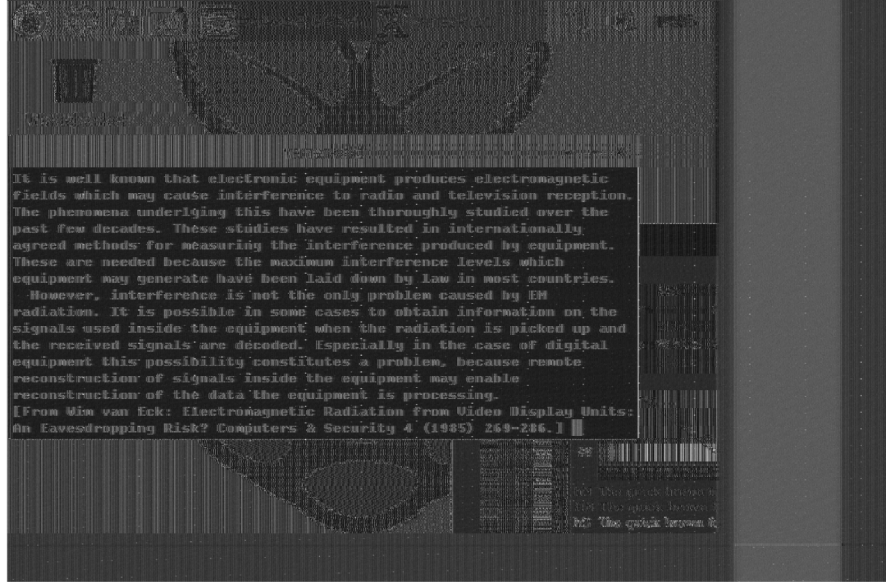 It is well known that electronic equipment produces electromagnetic
fields which may cause interference to radio and television reception.
The phenomena underlying this have been thoroughly studied over the
past few decades. These studies have resulted in internationally
agreed methods for measuring the interference produced by equipment.
These are needed because the maximum interference levels which
equipment may generate have been laid down by law in most countries.
However, interference is not the only problem caused by EM
radiation. It is possible in some cases to obtain information on the
signals used inside the equipment when the radiation is picked up and
the received signals are decoded. Especially in the case of digital
equipment this possibility constitutes a problem, because remote
reconstruction of signals inside the equipment may enable
reconstruction of the data the equipment is processing.
[From Wim van Eck: Electromagnetic Radiation from Video Display Units:
An Eavesdropping Risk? Computers & Security 4 (1985) 269-286.]
The quick brown
The quick brown
The quick brown